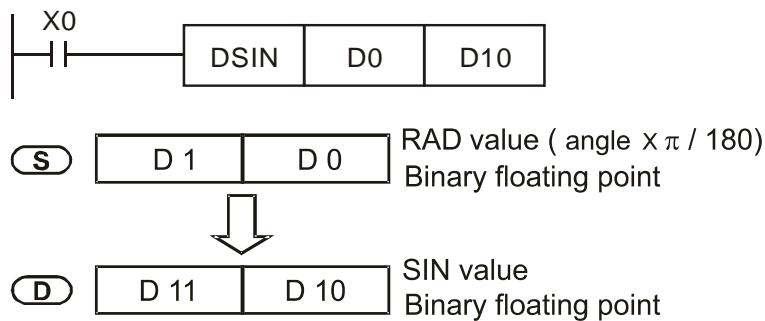 X0
DSIN D0 D10
S D 1 D 0 RAD value ( angle x π / 180)
Binary floating point
D D 11 D 10 SIN value
Binary floating point